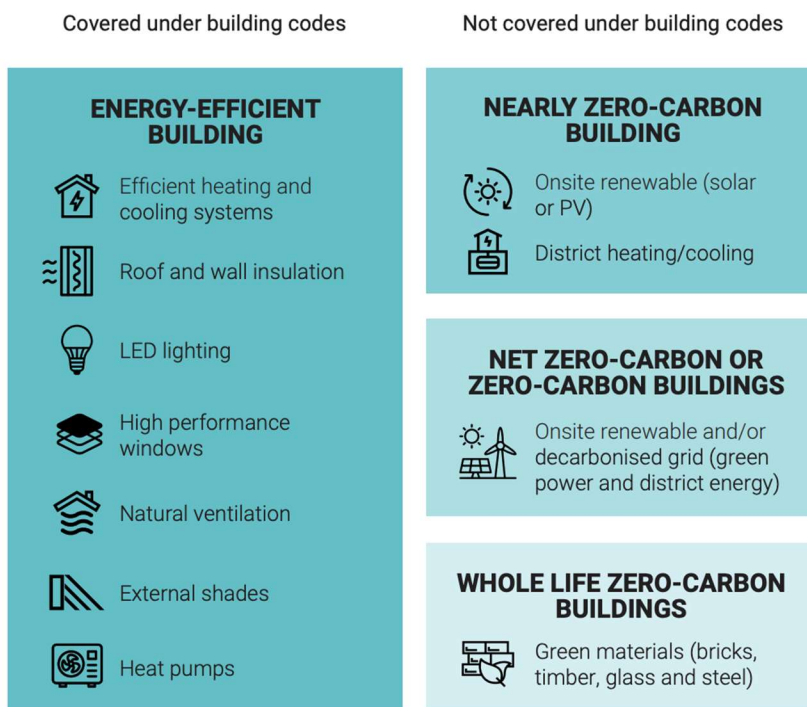 Covered under building codes
ENERGY-EFFICIENT
BUILDING
Efficient heating and
cooling systems
Roof and wall insulation
LED lighting
High performance
windows
Natural ventilation
External shades
Heat pumps
Not covered under building codes
NEARLY ZERO-CARBON
BUILDING
Onsite renewable (solar
or PV)
District heating/cooling
NET ZERO-CARBON OR
ZERO-CARBON BUILDINGS
Onsite renewable and/or
decarbonised grid (green
power and district energy)
WHOLE LIFE ZERO-CARBON
BUILDINGS
Green materials (bricks,
timber, glass and steel)